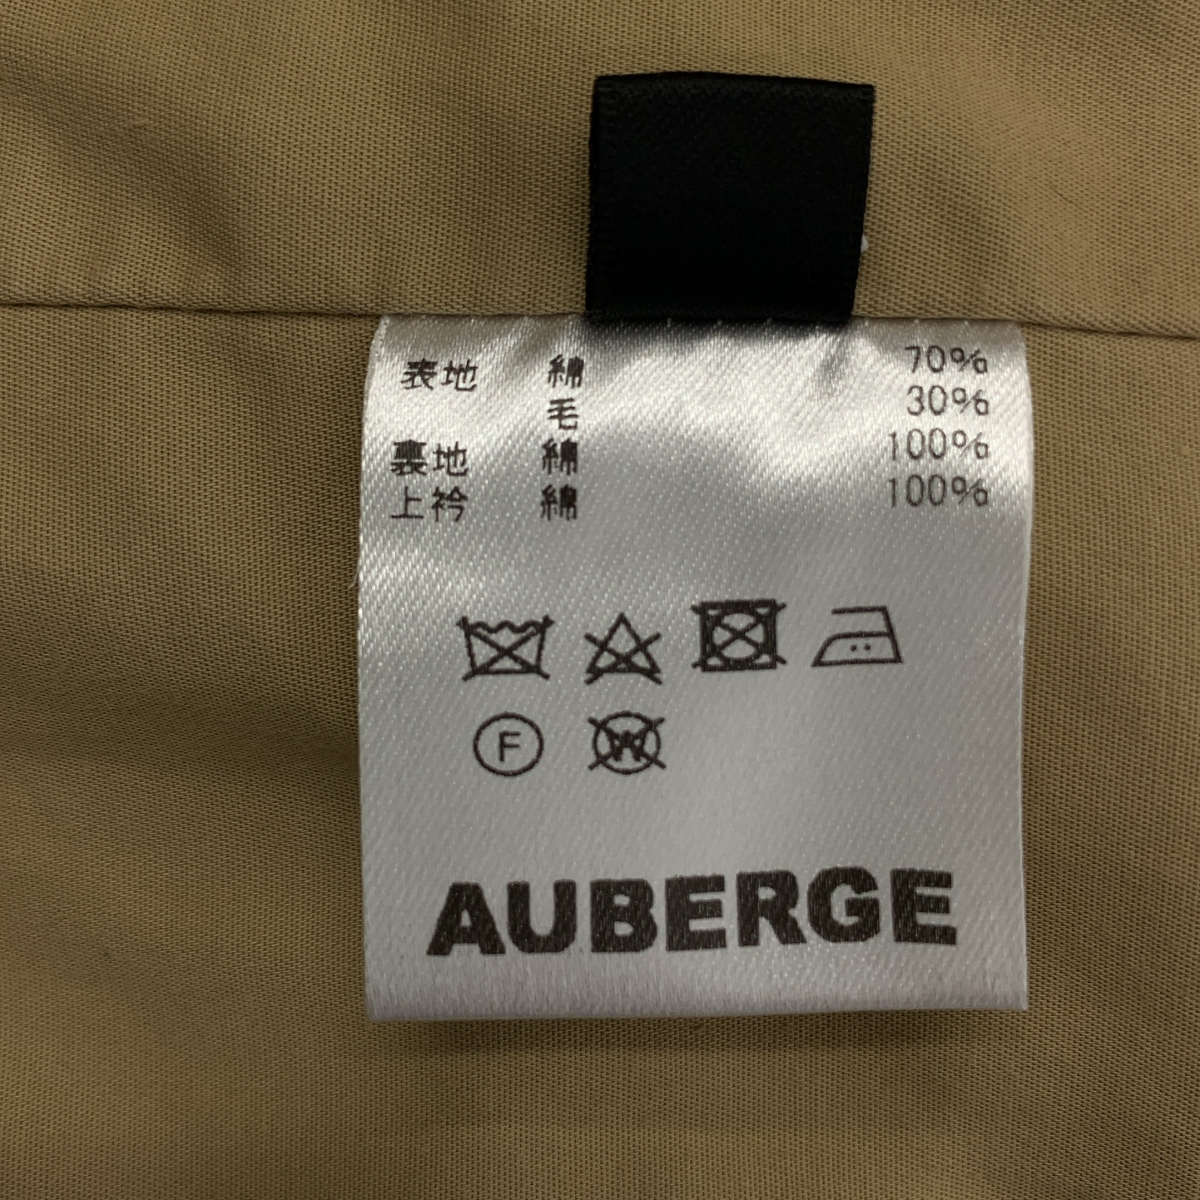 表地 綿 70%
毛 30%
裏地 綿 100%
上衿 綿 100%
F W
AUBERGE